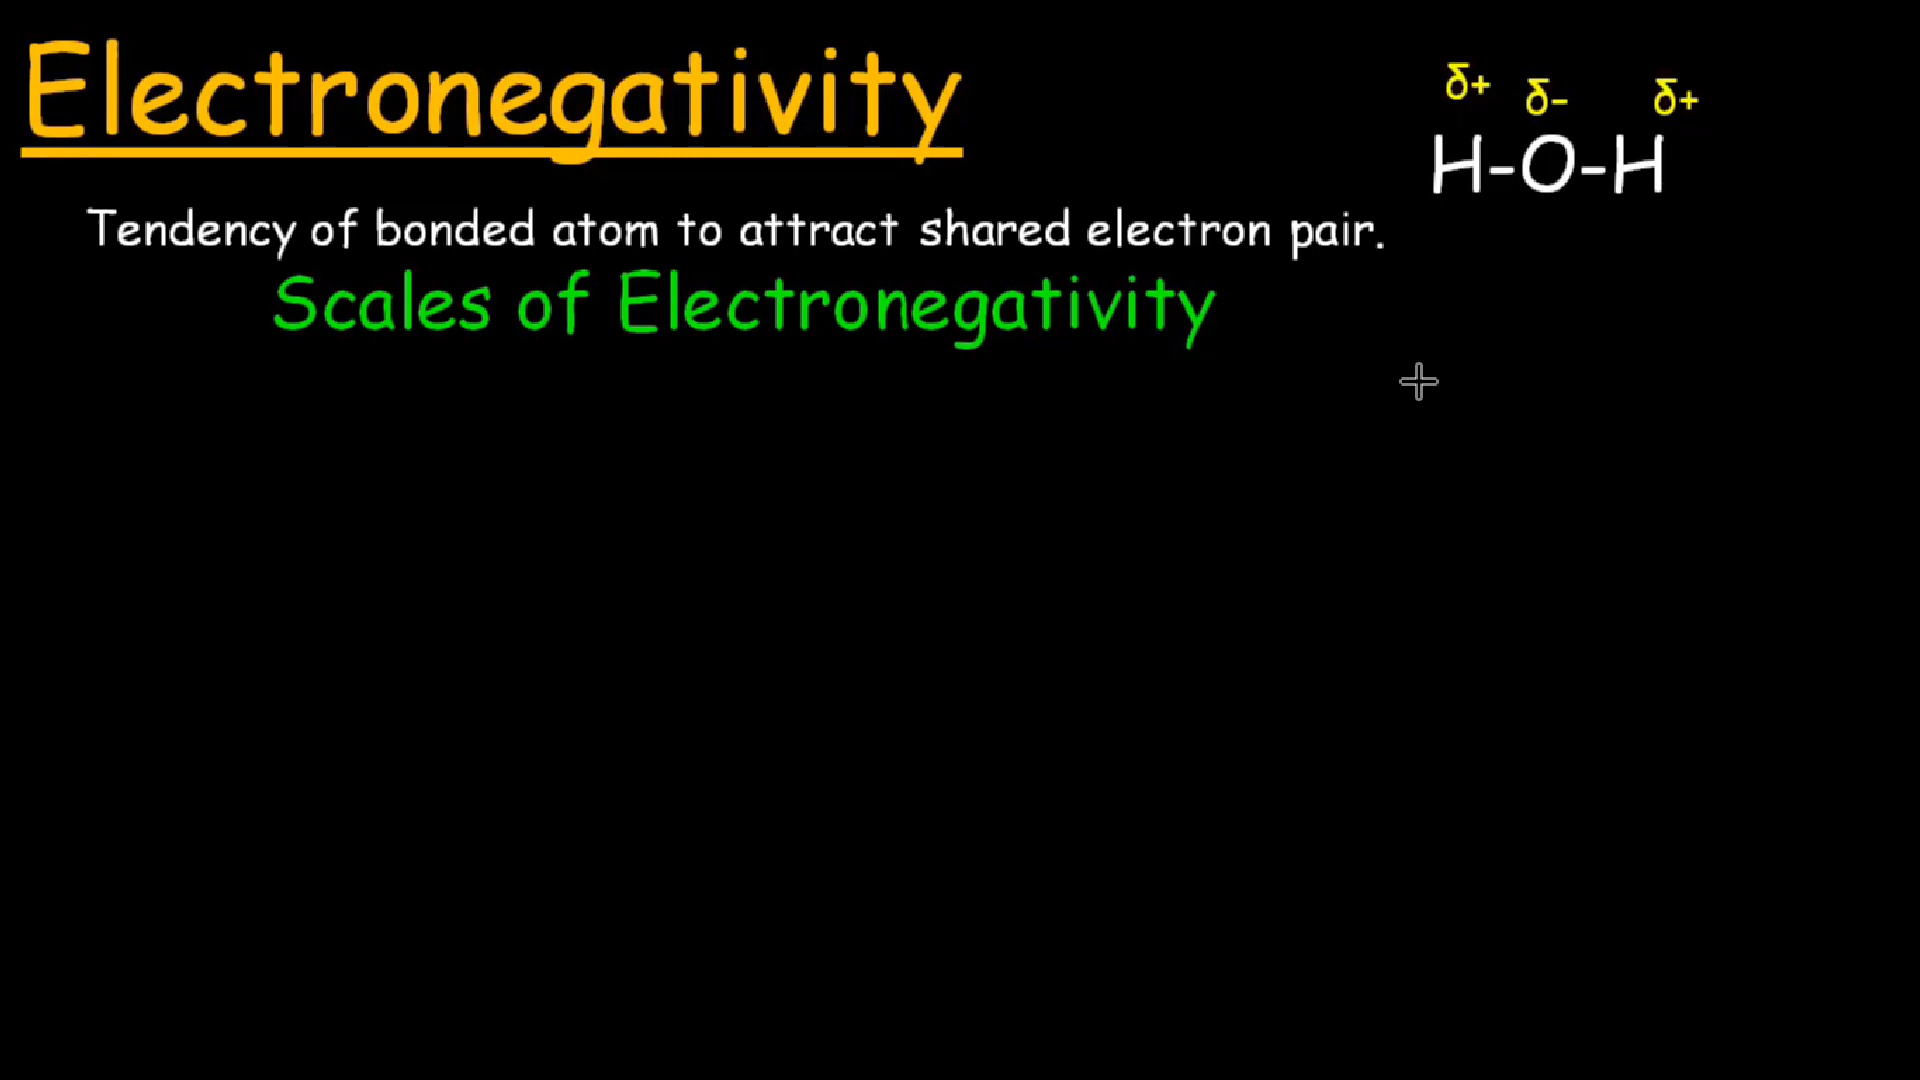 Electronegativity
δ+ δ- δ+
H-O-H
Tendency of bonded atom to attract shared electron pair.
Scales of Electronegativity